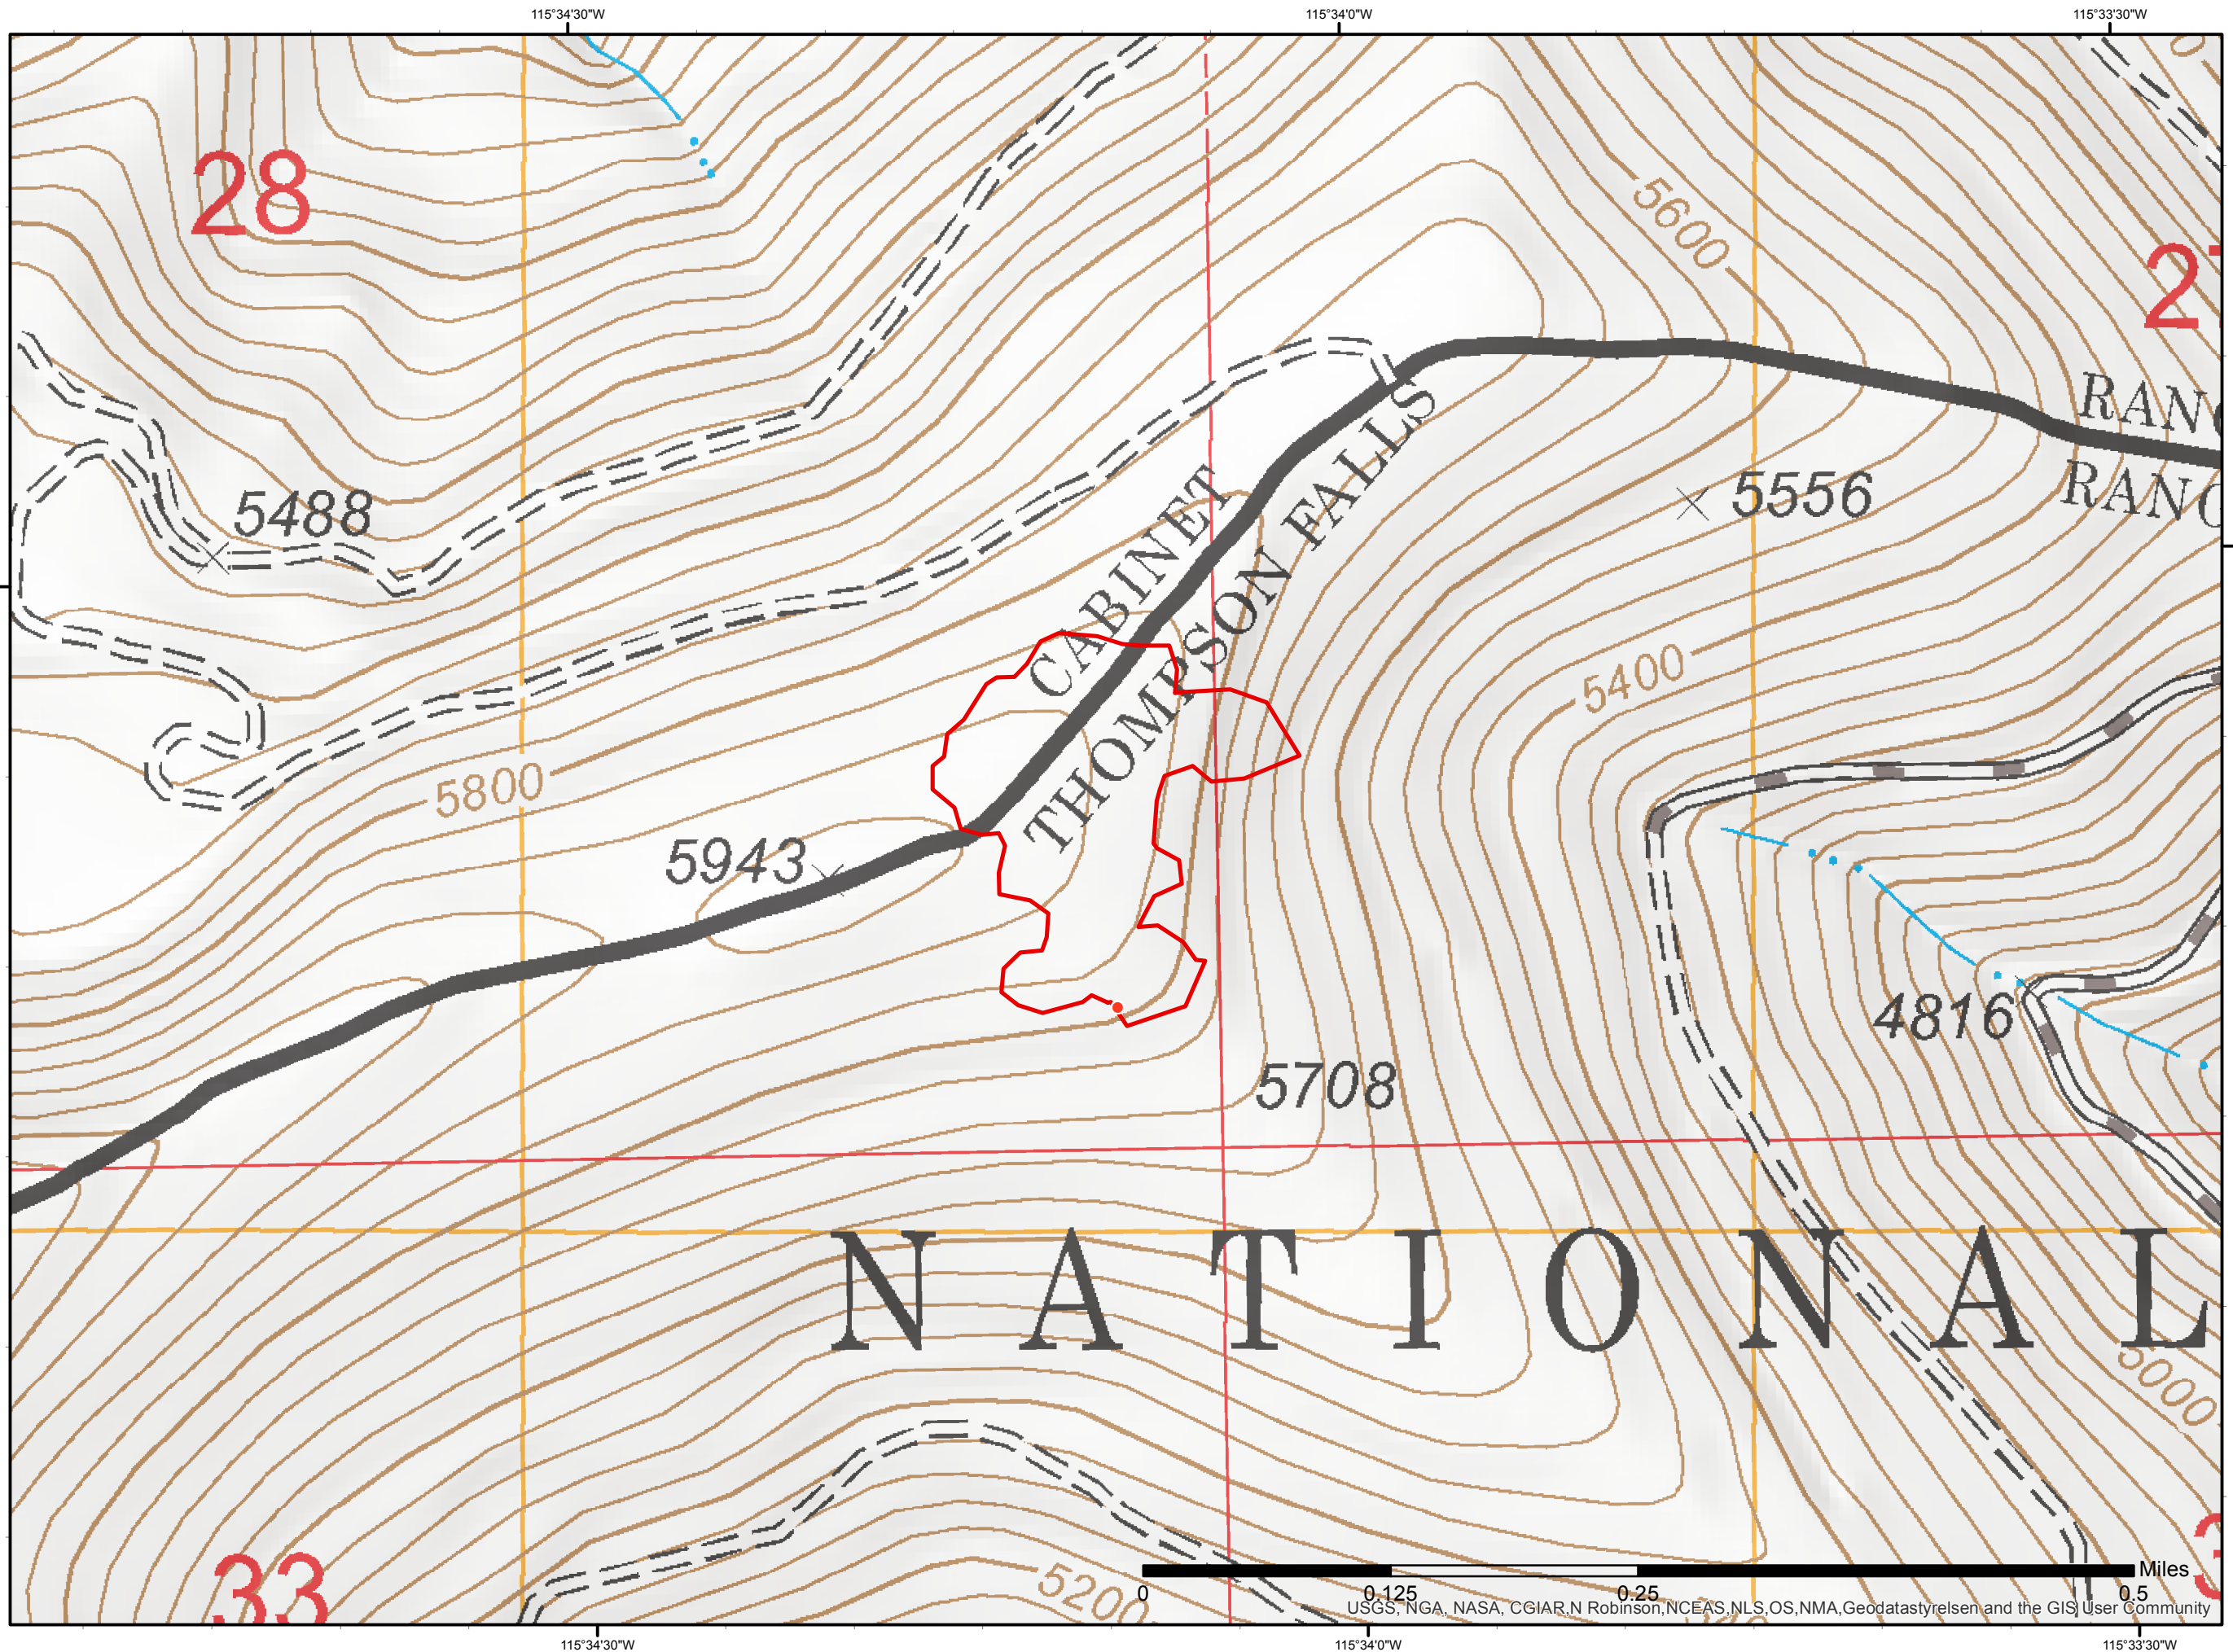 115°34'30"W
115°34'0"W
115°33'30"W
28
5600
27
RANG
RANG
5488
CABINET
THOMPSON FALLS
5556
5400
5800
5943
4816
5708
NATIONAL
5000
33
5200
Miles
0
0.125
0.25
0.5
USGS, NGA, NASA, CGIAR,N Robinson,NCEAS,NLS,OS,NMA,Geodatastyrelsen and the GIS User Community
115°34'30"W
115°34'0"W
115°33'30"W